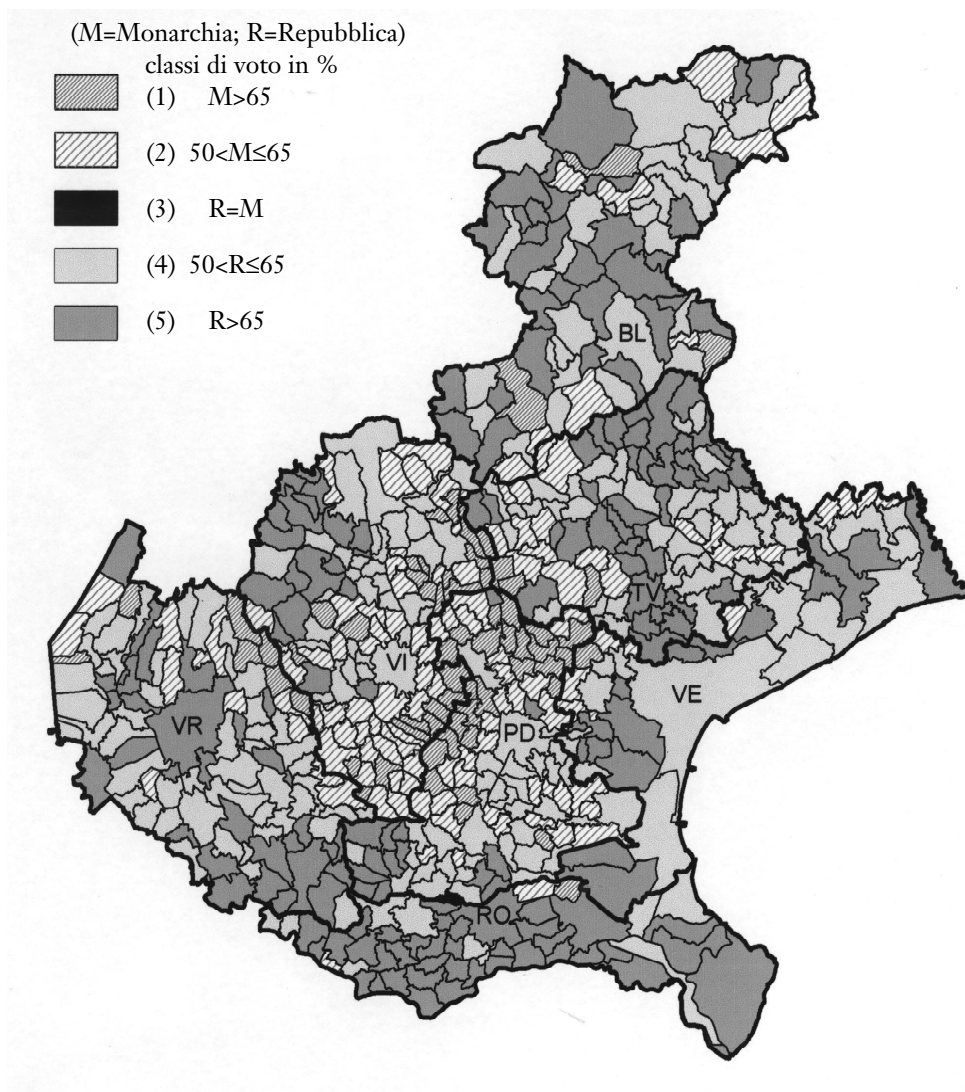 (M=Monarchia; R=Repubblica)
classi di voto in %
(1) M>65
(2) 50<M≤65
(3) R=M
(4) 50<R≤65
(5) R>65
BL
TV
VI
VE
VR
PD
RO